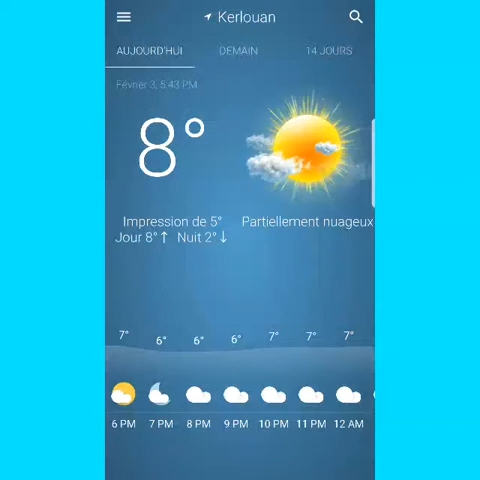 Kerlouan
AUJOURD'HUI DEMAIN 14 JOURS
Février 3, 5:43 PM
8°
Impression de 5°
Jour 8°↑ Nuit 2°↓
Partiellement nuageux
7° 6° 6° 6° 7° 7° 7°
6 PM 7 PM 8 PM 9 PM 10 PM 11 PM 12 AM